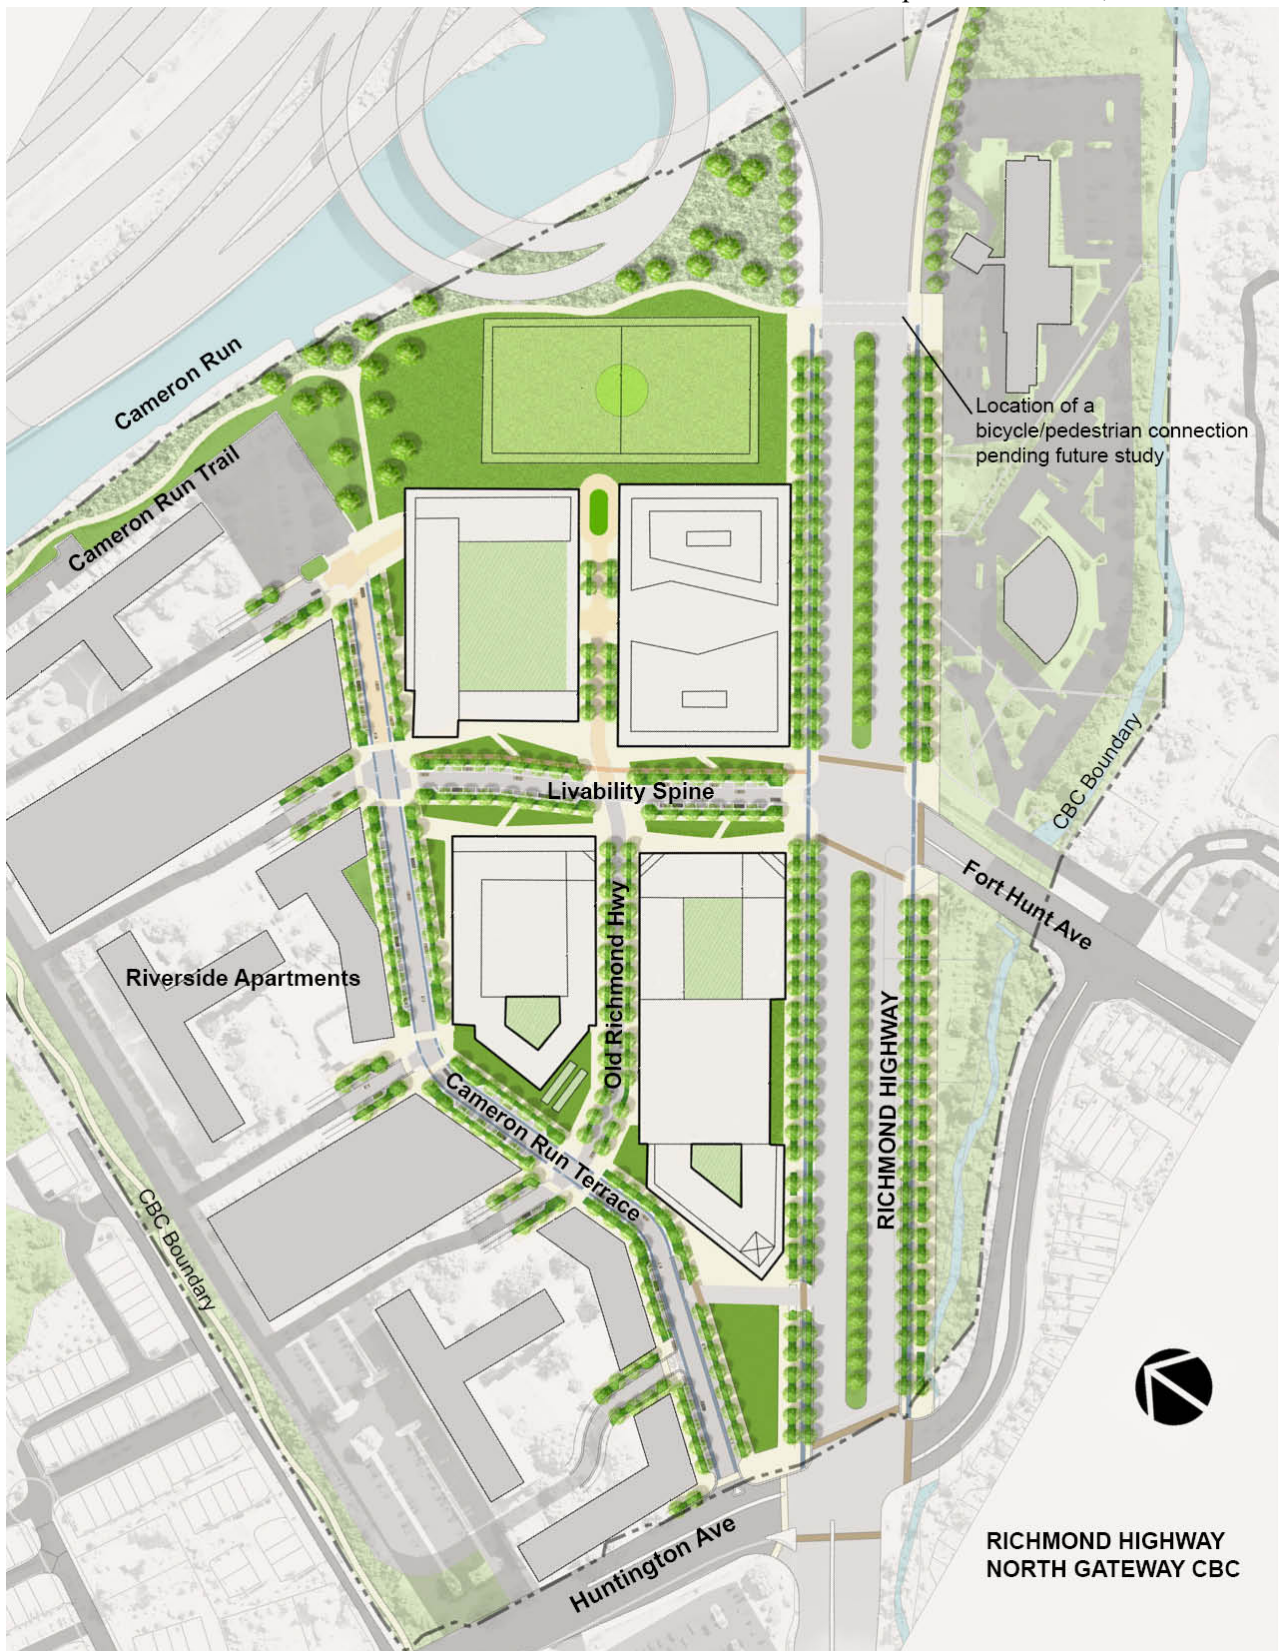 Cameron Run
Cameron Run Trail
Location of a
bicycle/pedestrian connection
pending future study
CBC Boundary
Livability Spine
Fort Hunt Ave
Riverside Apartments
Old Richmond Hwy
RICHMOND HIGHWAY
Cameron Run Terrace
CBC Boundary
Huntington Ave
RICHMOND HIGHWAY
NORTH GATEWAY CBC